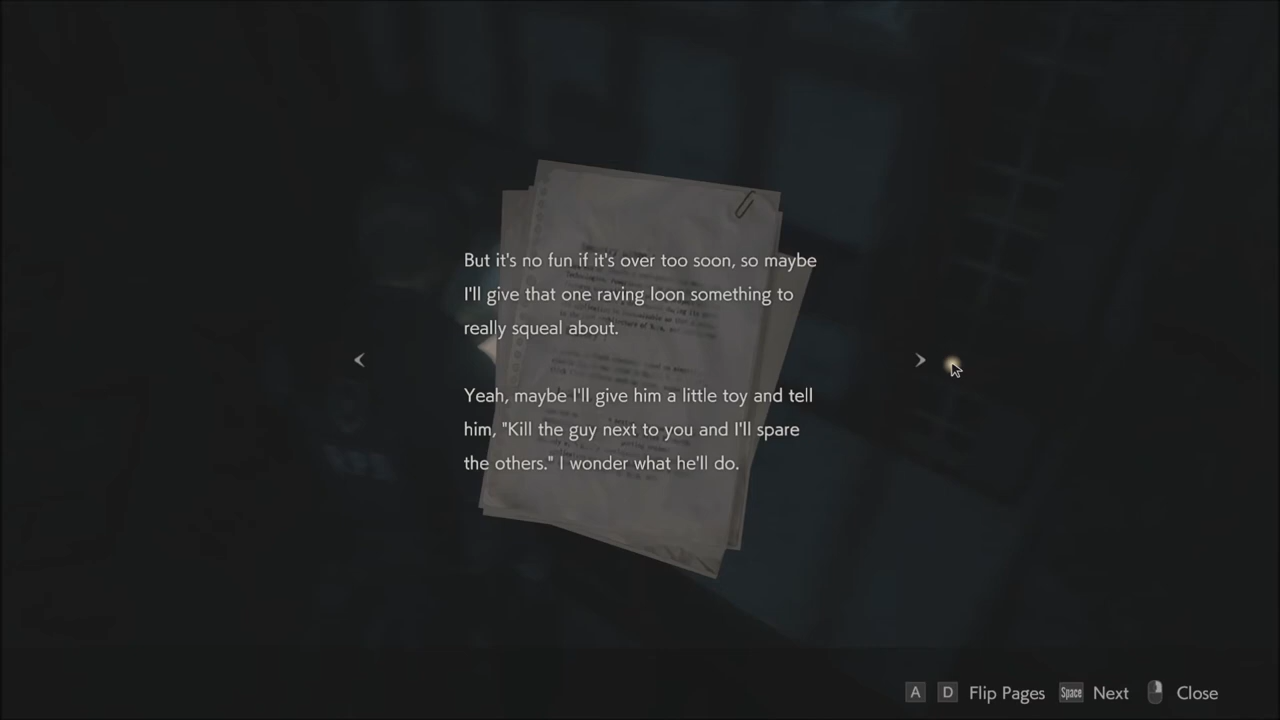 But it's no fun if it's over too soon, so maybe
I'll give that one raving loon something to
really squeal about.
Yeah, maybe I'll give him a little toy and tell
him, "Kill the guy next to you and I'll spare
the others." I wonder what he'll do.
A D Flip Pages Space Next Close